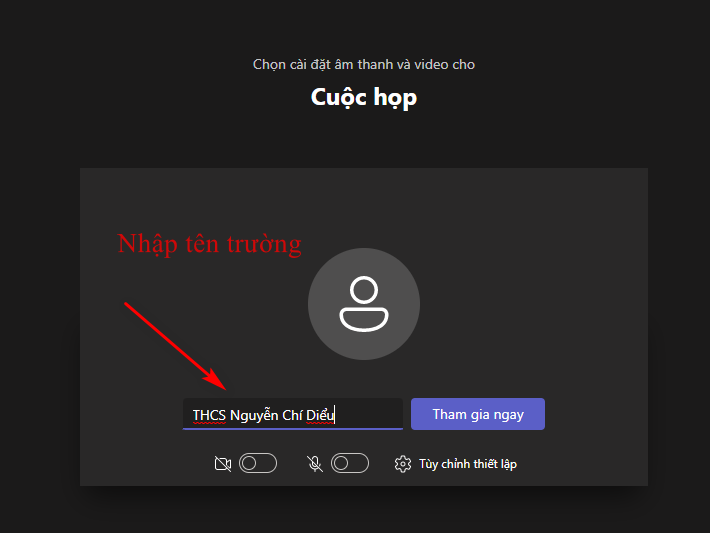 Chọn cài đặt âm thanh và video cho
Cuộc họp
Nhập tên trường
THCS Nguyễn Chí Diểu
Tham gia ngay
Tùy chỉnh thiết lập